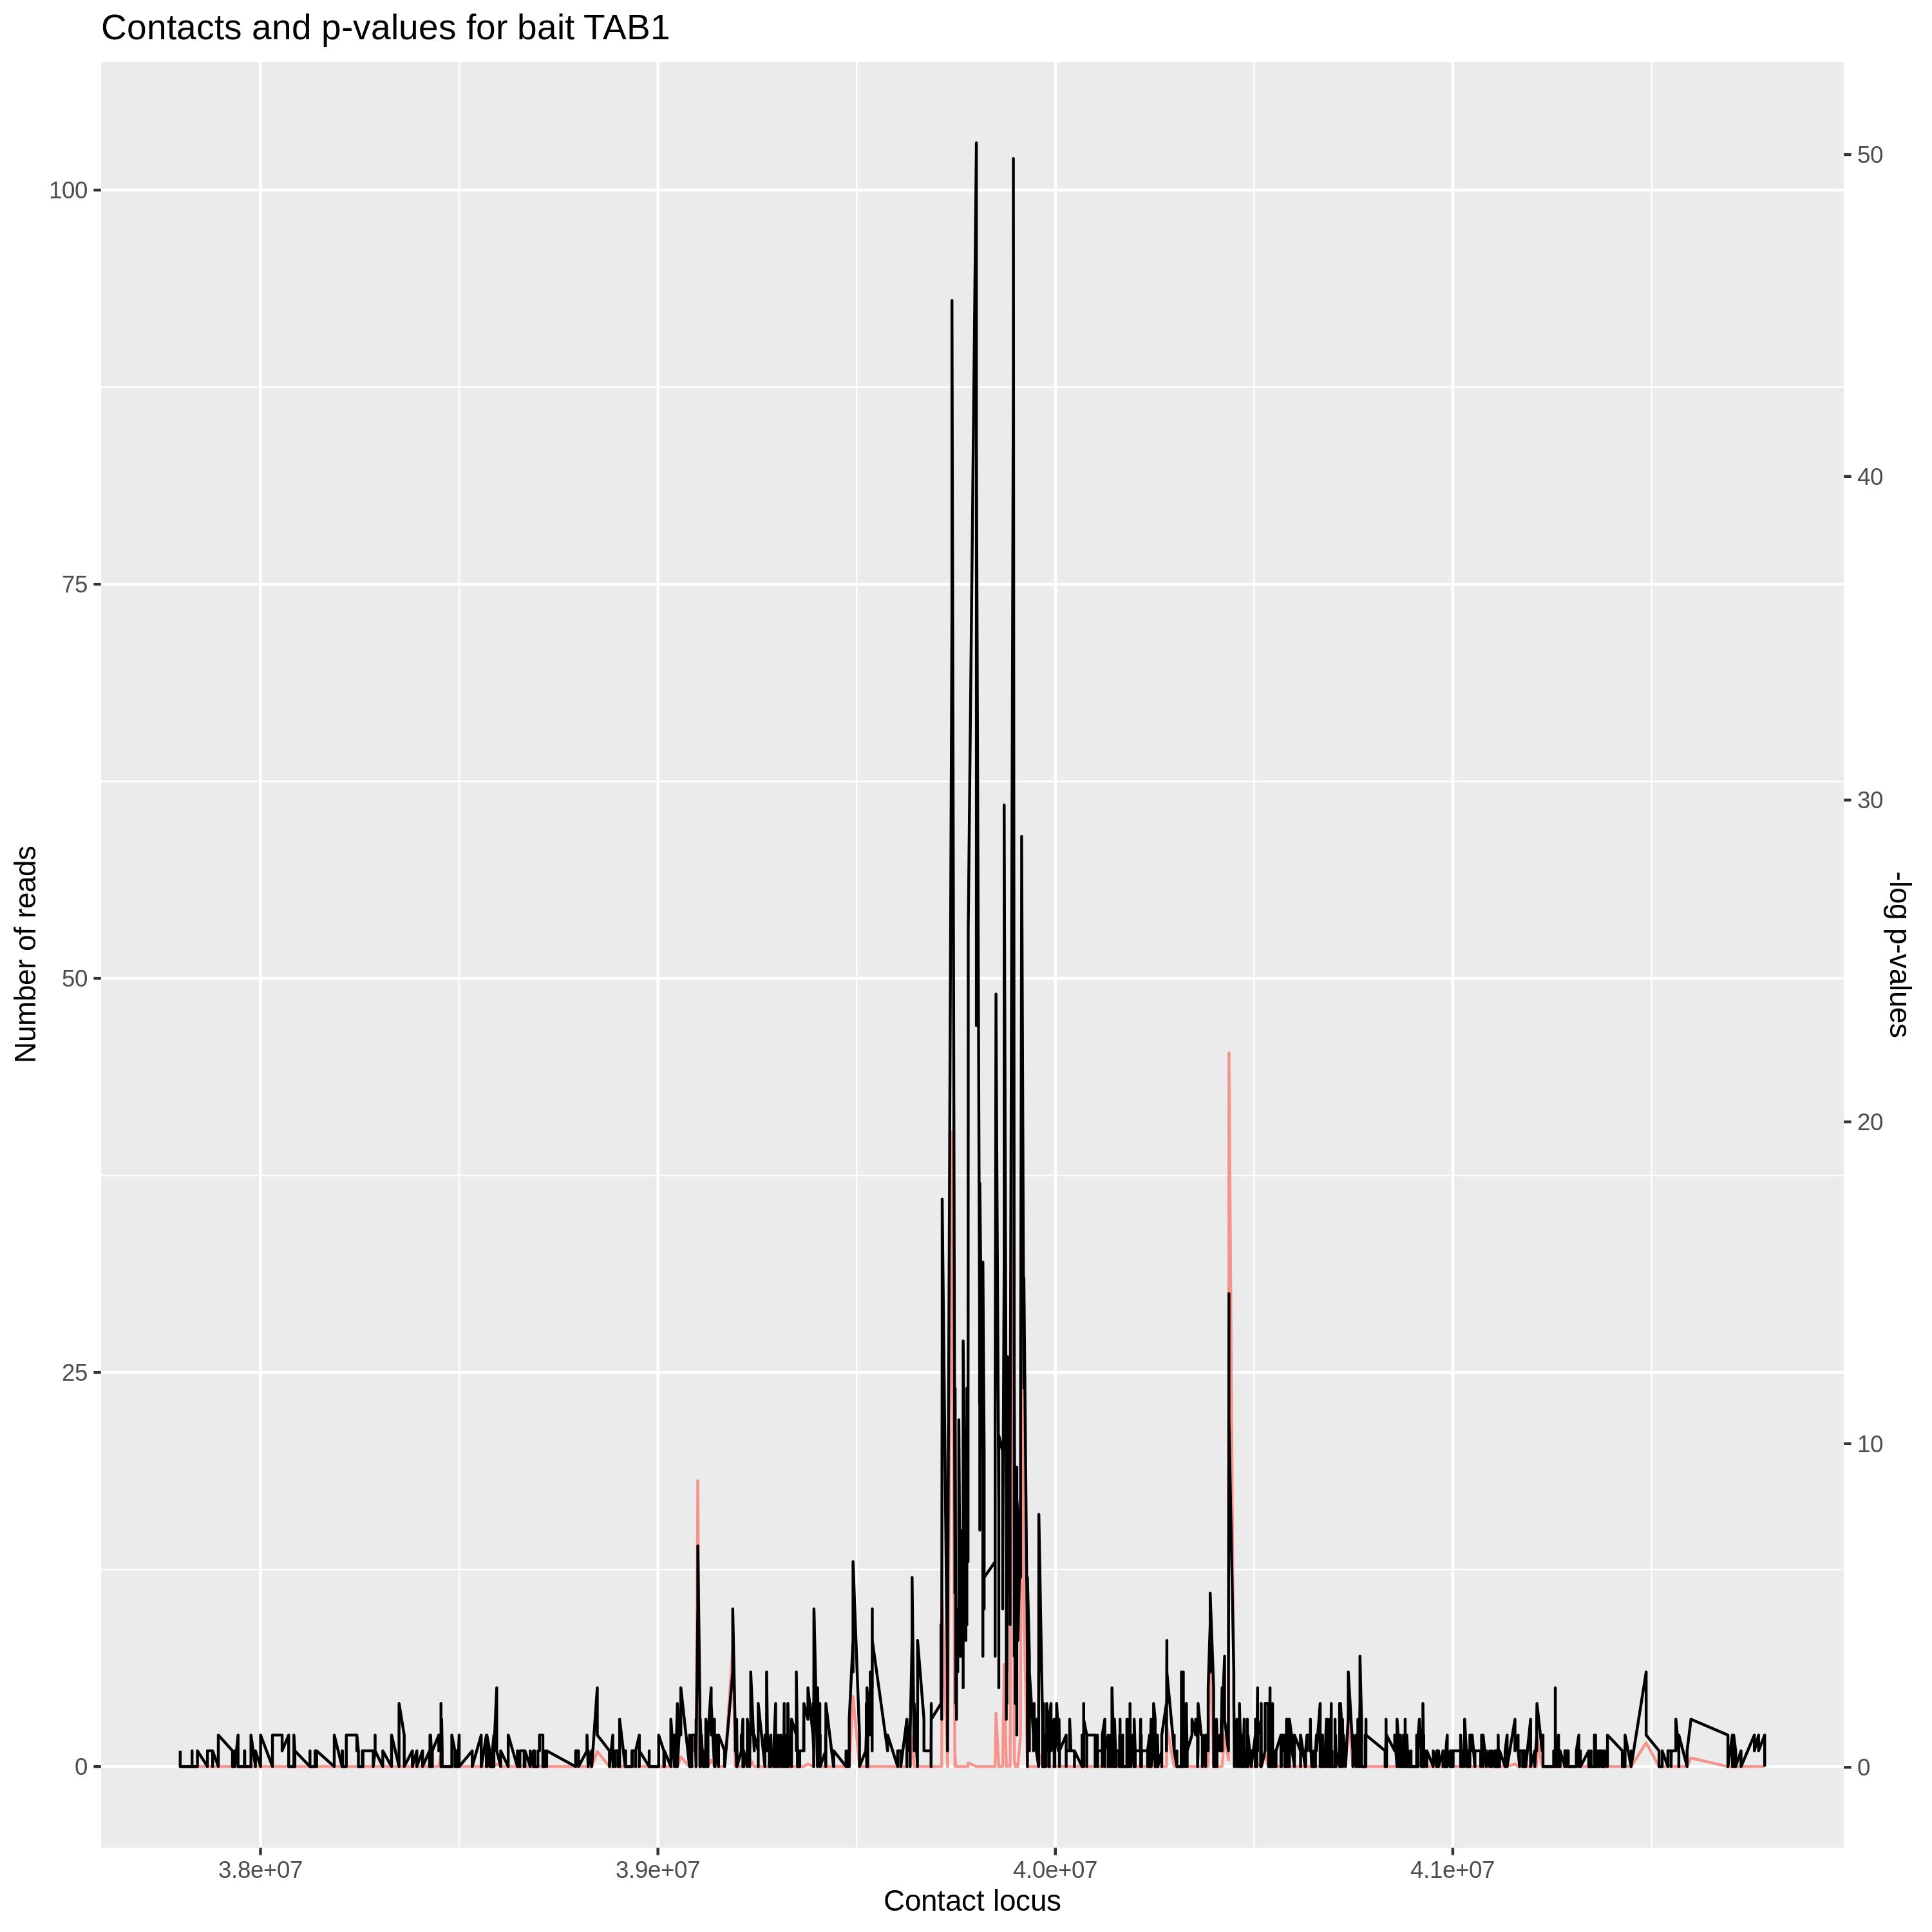 Contacts and p-values for bait TAB1
100
75
50
25
0
Number of reads
50
40
30
20
10
0
-log p-values
3.8e+07
3.9e+07
4.0e+07
4.1e+07
Contact locus